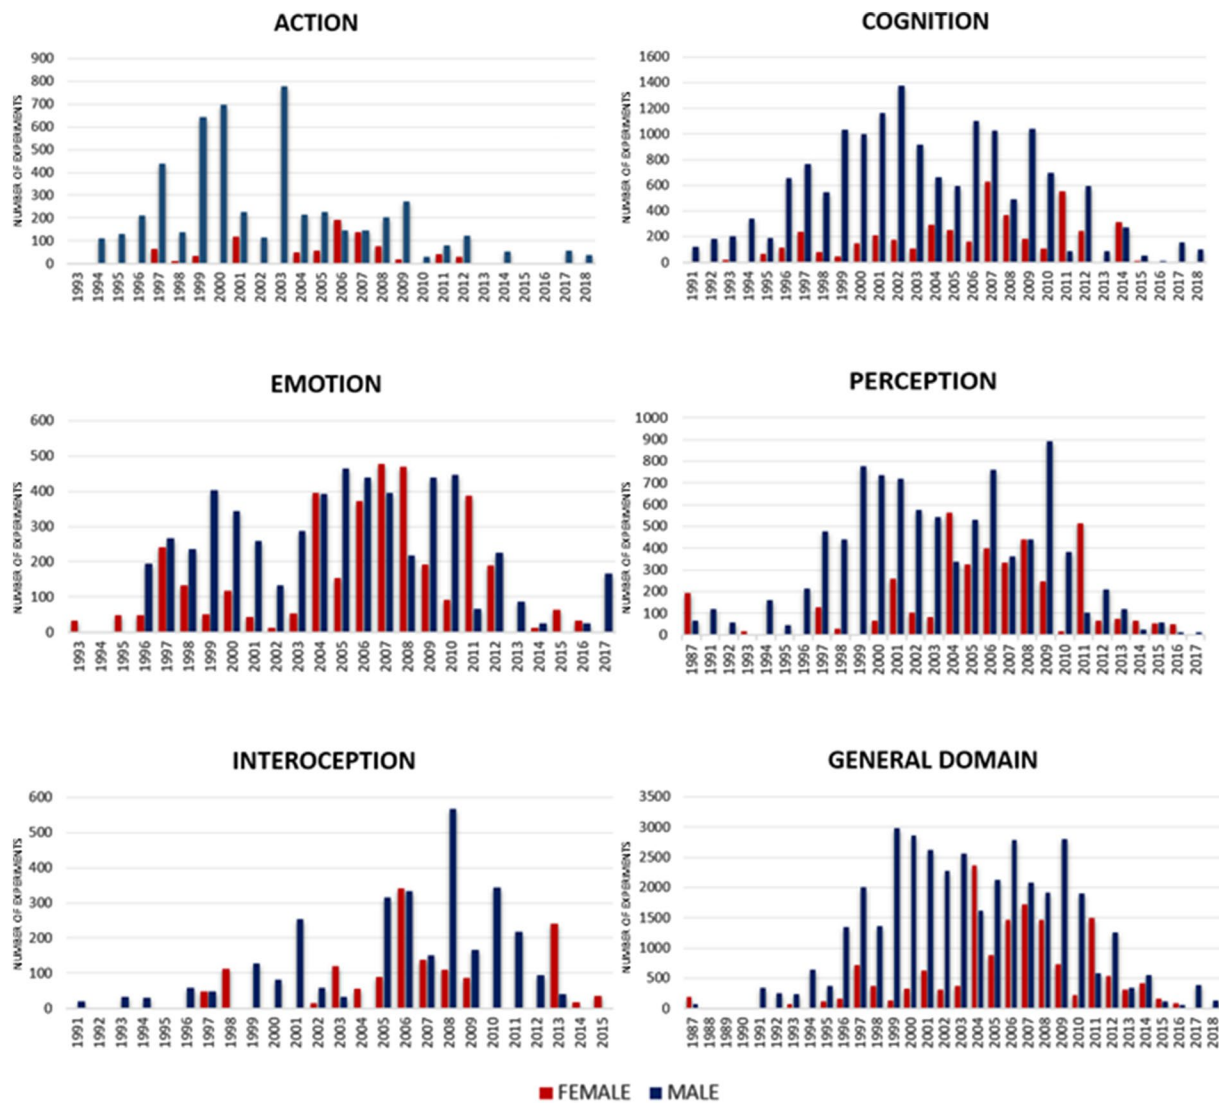 ACTION
NUMBER OF EXPERIMENTS
900
800
700
600
500
400
300
200
100
0
1993 1994 1995 1996 1997 1998 1999 2000 2001 2002 2003 2004 2005 2006 2007 2008 2009 2010 2011 2012 2013 2014 2015 2016 2017 2018
COGNITION
NUMBER OF EXPERIMENTS
1600
1400
1200
1000
800
600
400
200
0
1991 1992 1993 1994 1995 1996 1997 1998 1999 2000 2001 2002 2003 2004 2005 2006 2007 2008 2009 2010 2011 2012 2013 2014 2015 2016 2017 2018
EMOTION
NUMBER OF EXPERIMENTS
600
500
400
300
200
100
0
1993 1994 1995 1996 1997 1998 1999 2000 2001 2002 2003 2004 2005 2006 2007 2008 2009 2010 2011 2012 2013 2014 2015 2016 2017
PERCEPTION
NUMBER OF EXPERIMENTS
1000
900
800
700
600
500
400
300
200
100
0
1987 1991 1992 1993 1994 1995 1996 1997 1998 1999 2000 2001 2002 2003 2004 2005 2006 2007 2008 2009 2010 2011 2012 2013 2014 2015 2016 2017
INTEROCEPTION
NUMBER OF EXPERIMENTS
600
500
400
300
200
100
0
1991 1992 1993 1994 1995 1996 1997 1998 1999 2000 2001 2002 2003 2004 2005 2006 2007 2008 2009 2010 2011 2012 2013 2014 2015
GENERAL DOMAIN
NUMBER OF EXPERIMENTS
3500
3000
2500
2000
1500
1000
500
0
1987 1988 1989 1990 1991 1992 1993 1994 1995 1996 1997 1998 1999 2000 2001 2002 2003 2004 2005 2006 2007 2008 2009 2010 2011 2012 2013 2014 2015 2016 2017 2018
FEMALE MALE